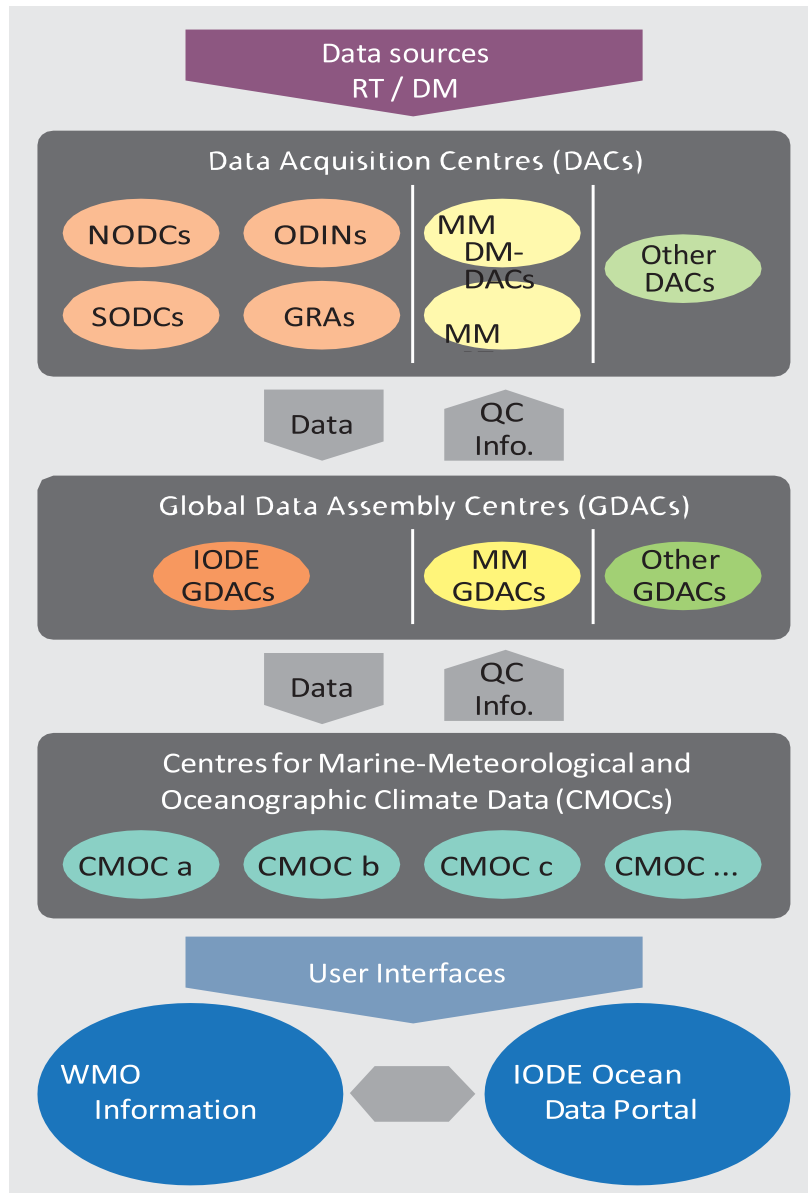 Data sources
RT / DM
Data Acquisition Centres (DACs)
NODCs
ODINs
MM
DM-
DACs
Other
DACs
SODCs
GRAs
MM
Data
QC
Info.
Global Data Assembly Centres (GDACs)
IODE
GDACs
MM
GDACs
Other
GDACs
Data
QC
Info.
Centres for Marine-Meteorological and
Oceanographic Climate Data (CMOCs)
CMOC a
CMOC b
CMOC c
CMOC ...
User Interfaces
WMO
Information
IODE Ocean
Data Portal